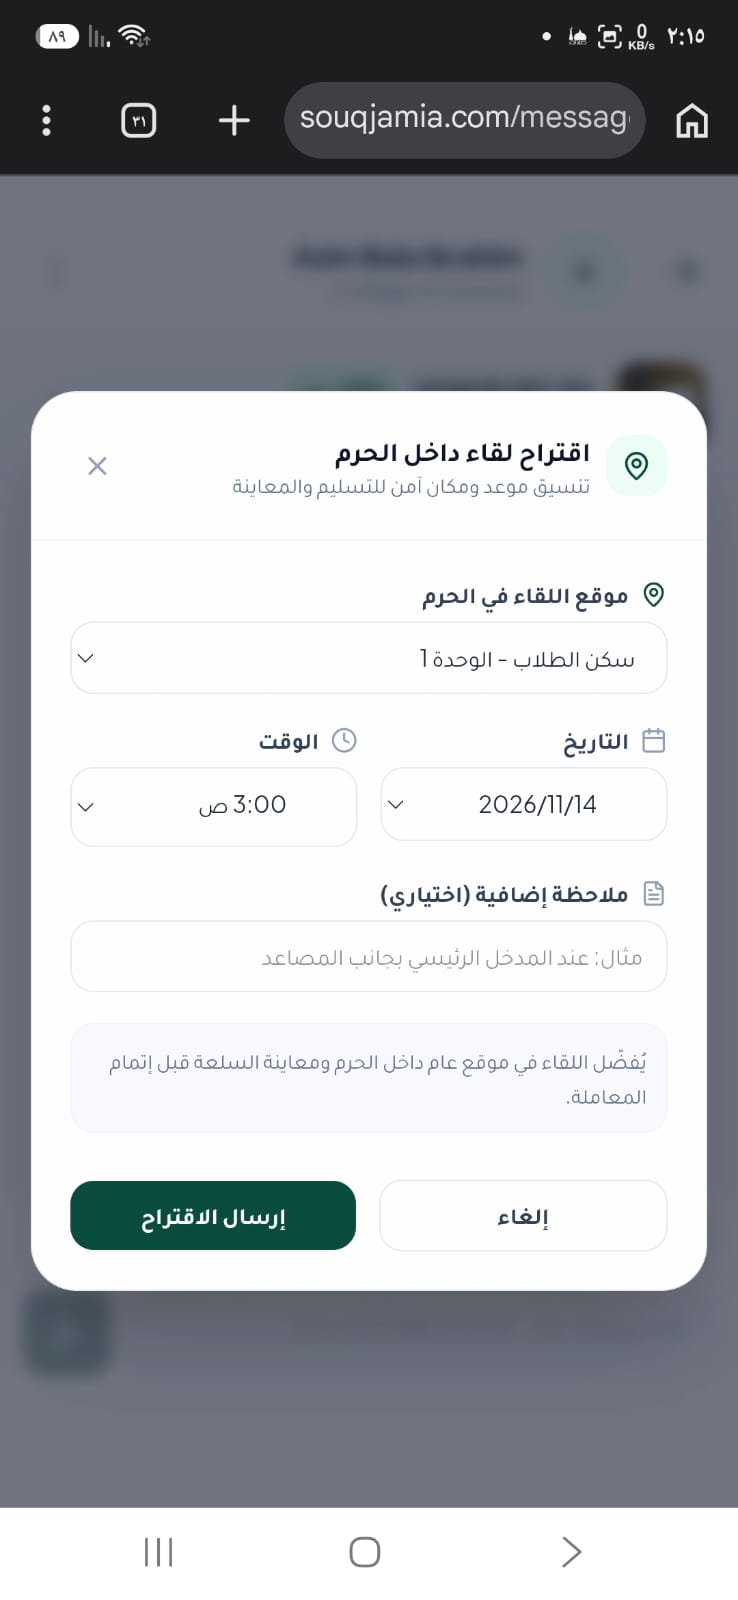 ٢:١٥
0
KB/s
٨٩
souqjamia.com/messag
٣١
اقتراح لقاء داخل الحرم
تنسيق موعد ومكان آمن للتسليم والمعاينة
موقع اللقاء في الحرم
سكن الطلاب - الوحدة 1
التاريخ
الوقت
2026/11/14
3:00 ص
ملاحظة إضافية (اختياري)
مثال: عند المدخل الرئيسي بجانب المصاعد
يُفضّل اللقاء في موقع عام داخل الحرم ومعاينة السلعة قبل إتمام
المعاملة.
إلغاء
إرسال الاقتراح